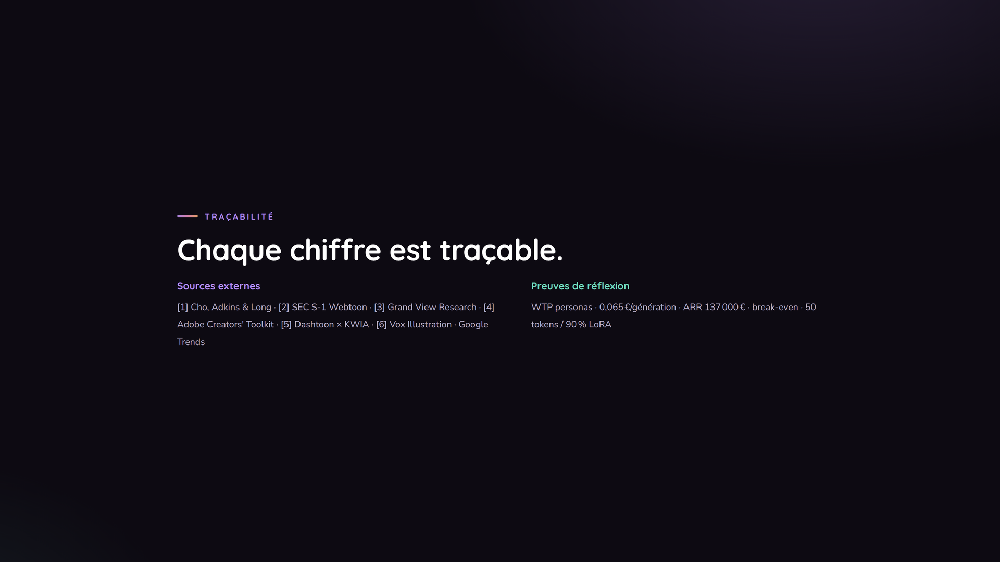 TRAÇABILITÉ
Chaque chiffre est traçable.
Sources externes
[1] Cho, Adkins & Long · [2] SEC S-1 Webtoon · [3] Grand View Research · [4]
Adobe Creators' Toolkit · [5] Dashtoon × KWIA · [6] Vox Illustration · Google
Trends
Preuves de réflexion
WTP personas · 0,065 €/génération · ARR 137 000 € · break-even · 50
tokens / 90 % LoRA